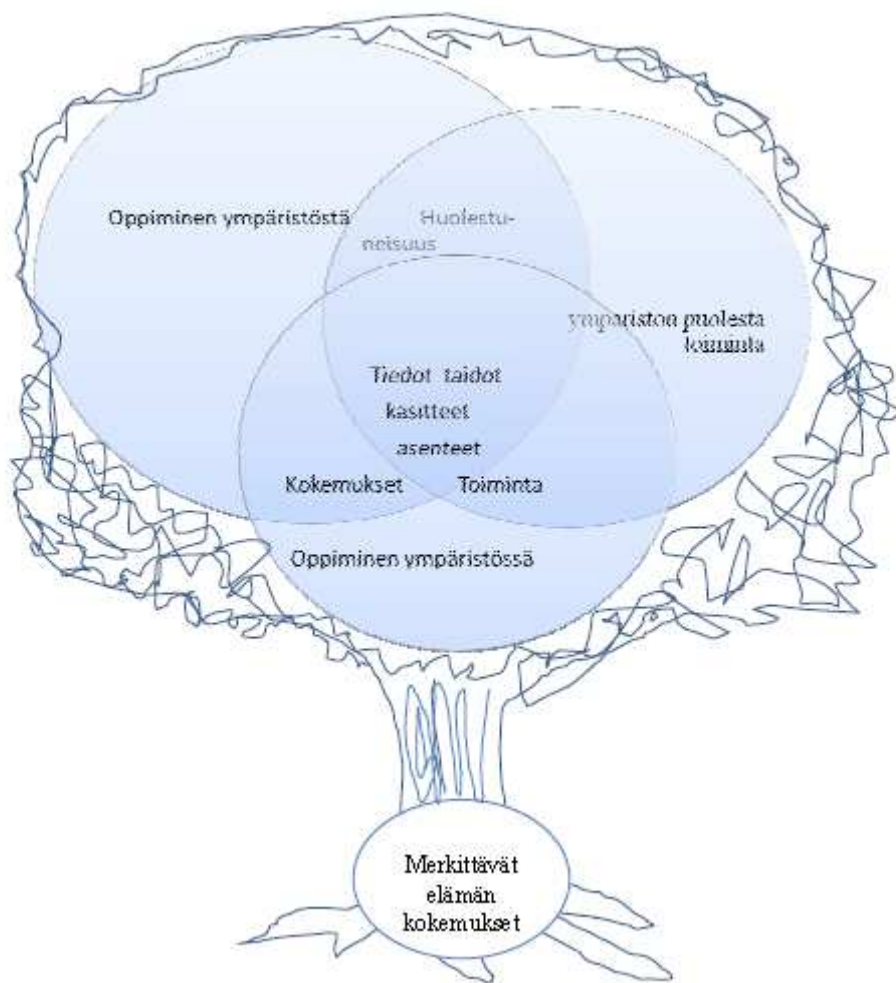 Oppiminen ympäristöstä
Huolestu-
neisuus
ympäristön puolesta
toiminta
Tiedot taidot
käsitteet
asenteet
Kokemukset
Toiminta
Oppiminen ympäristössä
Merkittävät
elämän
kokemukset